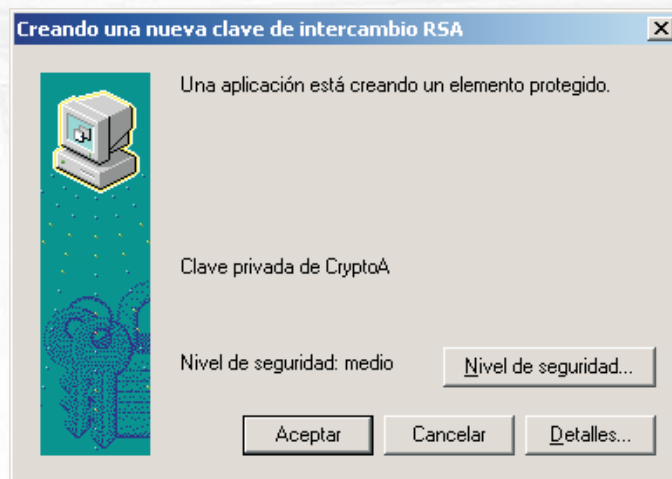 Creando una nueva clave de intercambio RSA
Una aplicación está creando un elemento protegido.
Clave privada de CryptoA
Nivel de seguridad: medio
Nivel de seguridad...
Aceptar
Cancelar
Detalles...